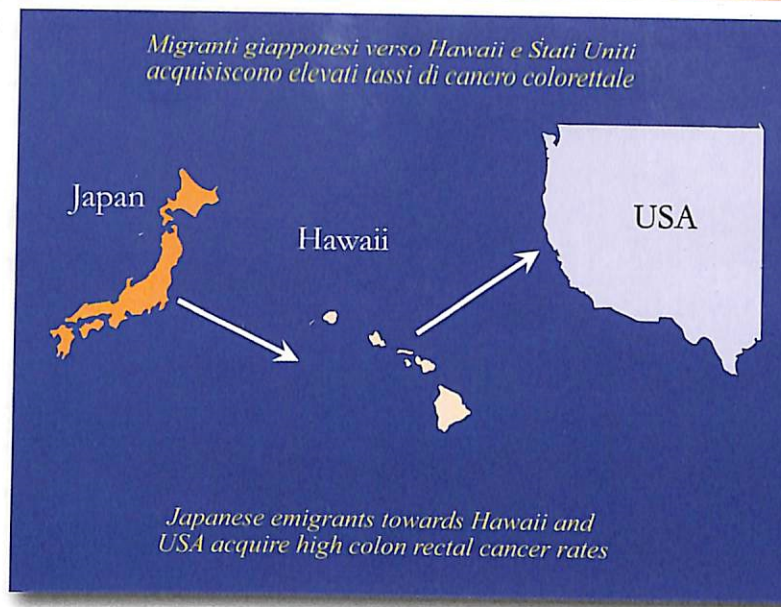 Migranti giapponesi verso Hawaii e Stati Uniti
acquisiscono elevati tassi di cancro colorettale
Japan
Hawaii
USA
Japanese emigrants towards Hawaii and
USA acquire high colon rectal cancer rates